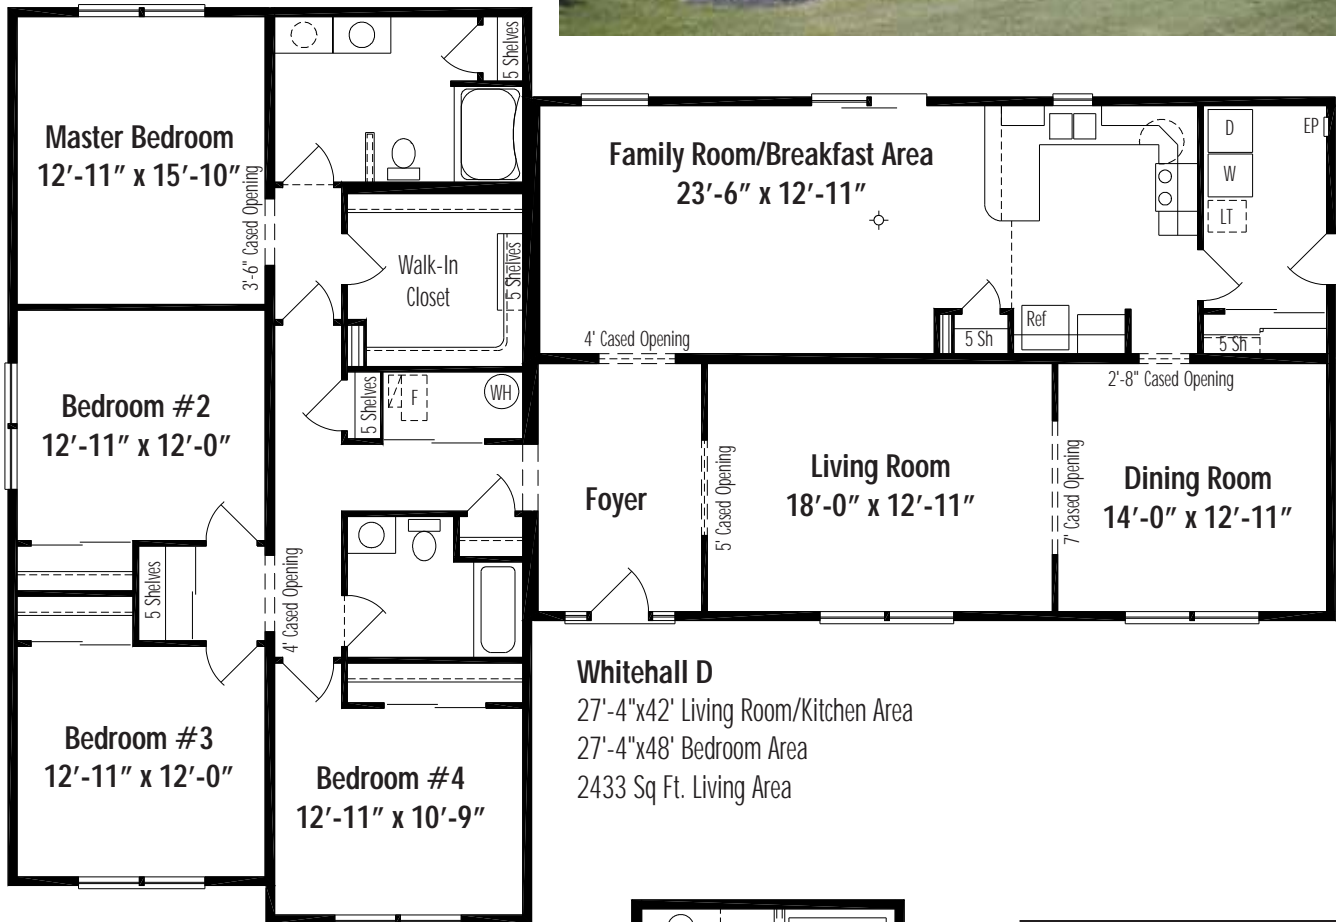 5 Shelves
Master Bedroom
12'-11" x 15'-10"
3'-6" Cased Opening
Walk-In
Closet
5 Shelves
Family Room/Breakfast Area
23'-6" x 12'-11"
D
EP
W
LT
Ref
5 Sh
5 Sh
4' Cased Opening
2'-8" Cased Opening
Bedroom #2
12'-11" x 12'-0"
5 Shelves
F
WH
Foyer
5' Cased Opening
Living Room
18'-0" x 12'-11"
7' Cased Opening
Dining Room
14'-0" x 12'-11"
5 Shelves
4' Cased Opening
Bedroom #3
12'-11" x 12'-0"
Bedroom #4
12'-11" x 10'-9"
Whitehall D
27'-4"x42' Living Room/Kitchen Area
27'-4"x48' Bedroom Area
2433 Sq Ft. Living Area